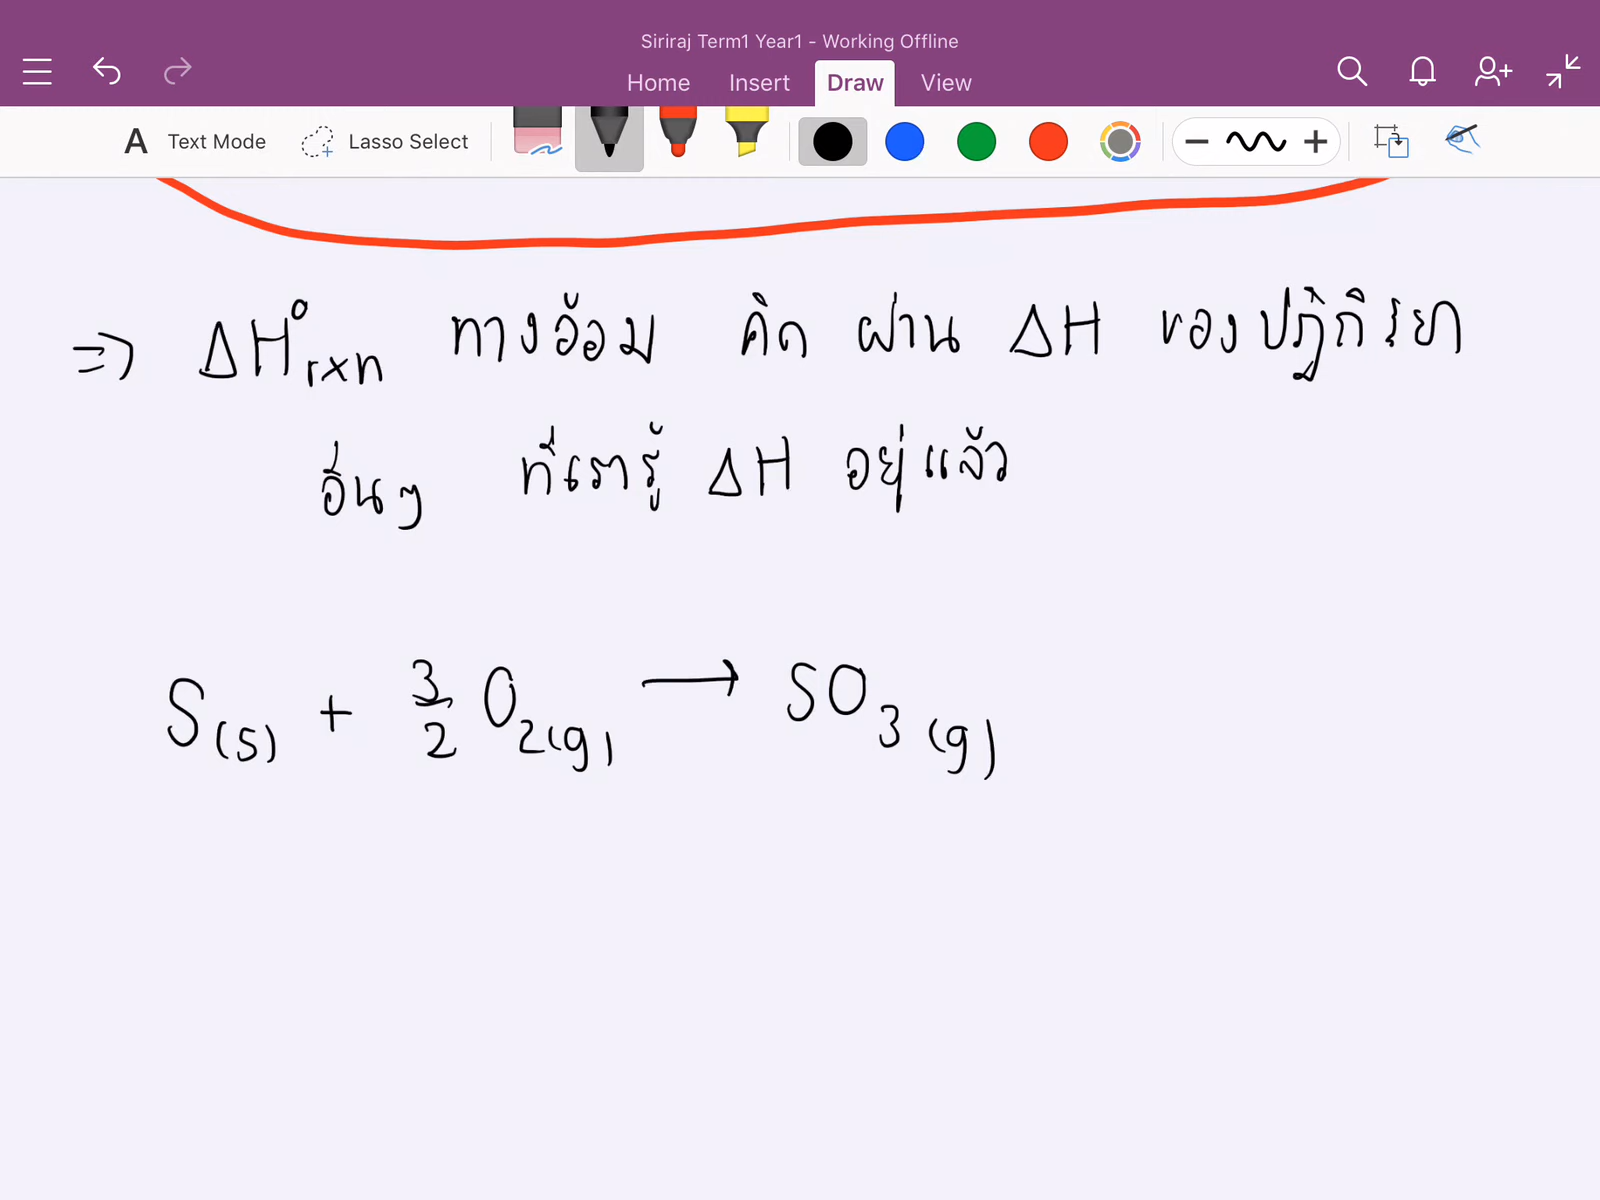 Siriraj Term1 Year1 - Working Offline
Home Insert Draw View
A Text Mode Lasso Select
⇒ ΔH°rxn ทางอ้อม คิด ผ่าน ΔH ของปฏิกิริยา
อื่นๆ ที่เรารู้ ΔH อยู่แล้ว
S(s) + 3/2 O2(g) → SO3(g)